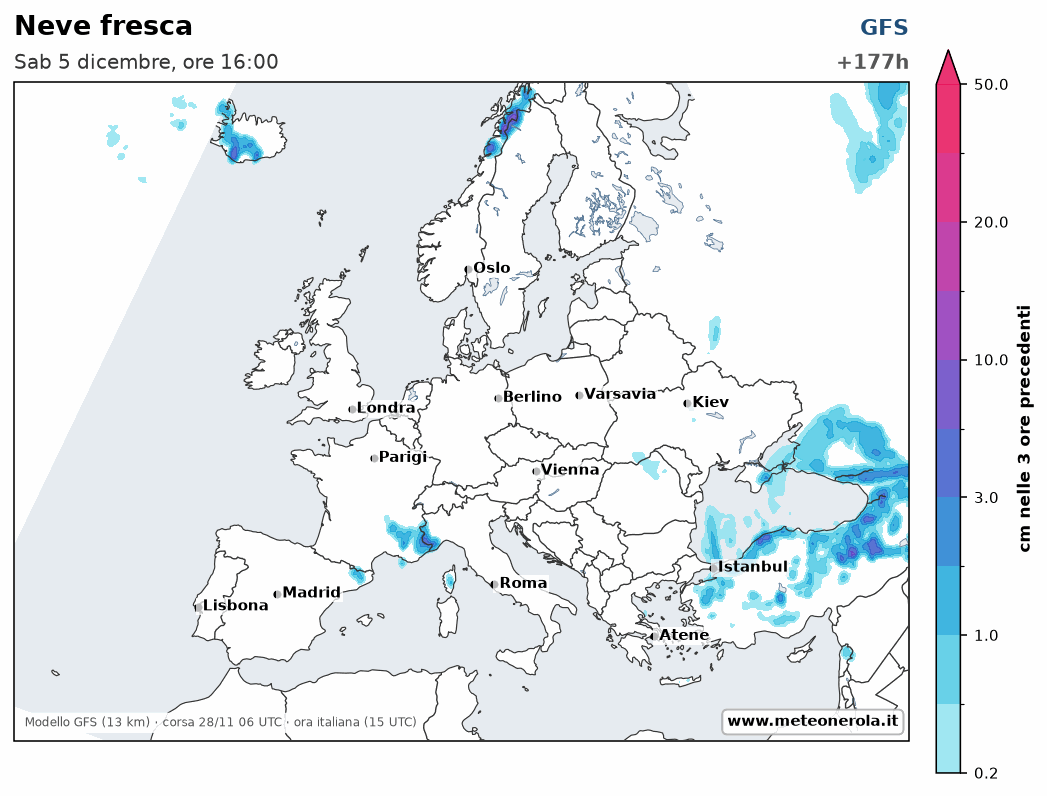 Neve fresca
GFS
Sab 5 dicembre, ore 16:00
+177h
50.0
20.0
10.0
3.0
1.0
0.2
cm nelle 3 ore precedenti
Oslo
Berlino
Varsavia
Kiev
Londra
Parigi
Vienna
Istanbul
Roma
Madrid
Lisbona
Atene
Modello GFS (13 km) · corsa 28/11 06 UTC · ora italiana (15 UTC)
www.meteonerola.it